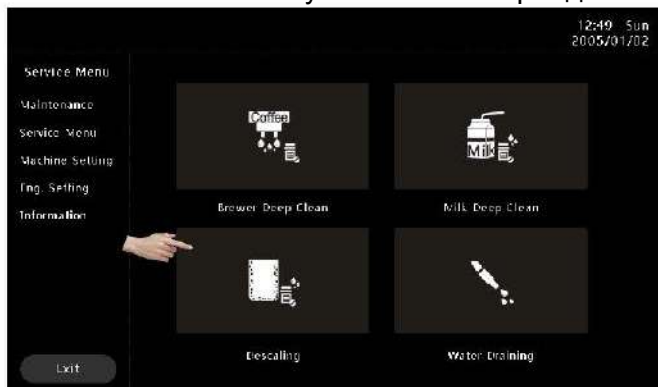 12:49 Sun
2005/01/02
Service Menu
Maintenance
Service Menu
Machine Setting
Eng. Setting
Information
Exit
Coffee
Brewer Deep Clean
Milk
Milk Deep Clean
Descaling
Water Draining